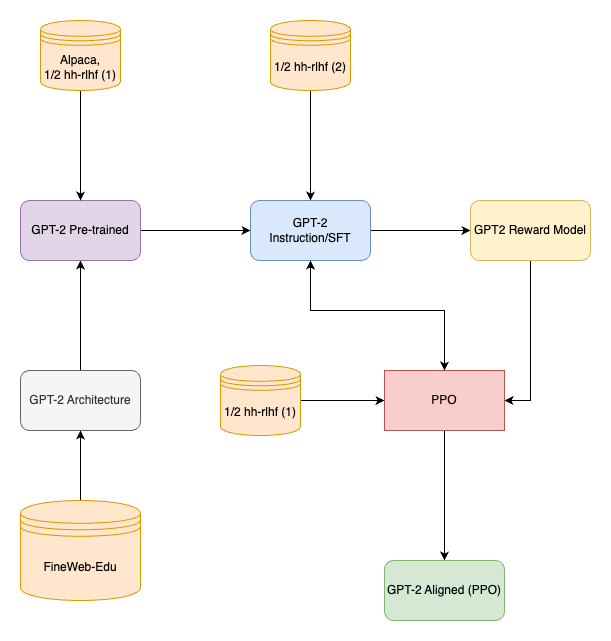 Alpaca,
1/2 hh-rlhf (1)
1/2 hh-rlhf (2)
GPT-2 Pre-trained
GPT-2
Instruction/SFT
GPT2 Reward Model
GPT-2 Architecture
1/2 hh-rlhf (1)
PPO
FineWeb-Edu
GPT-2 Aligned (PPO)